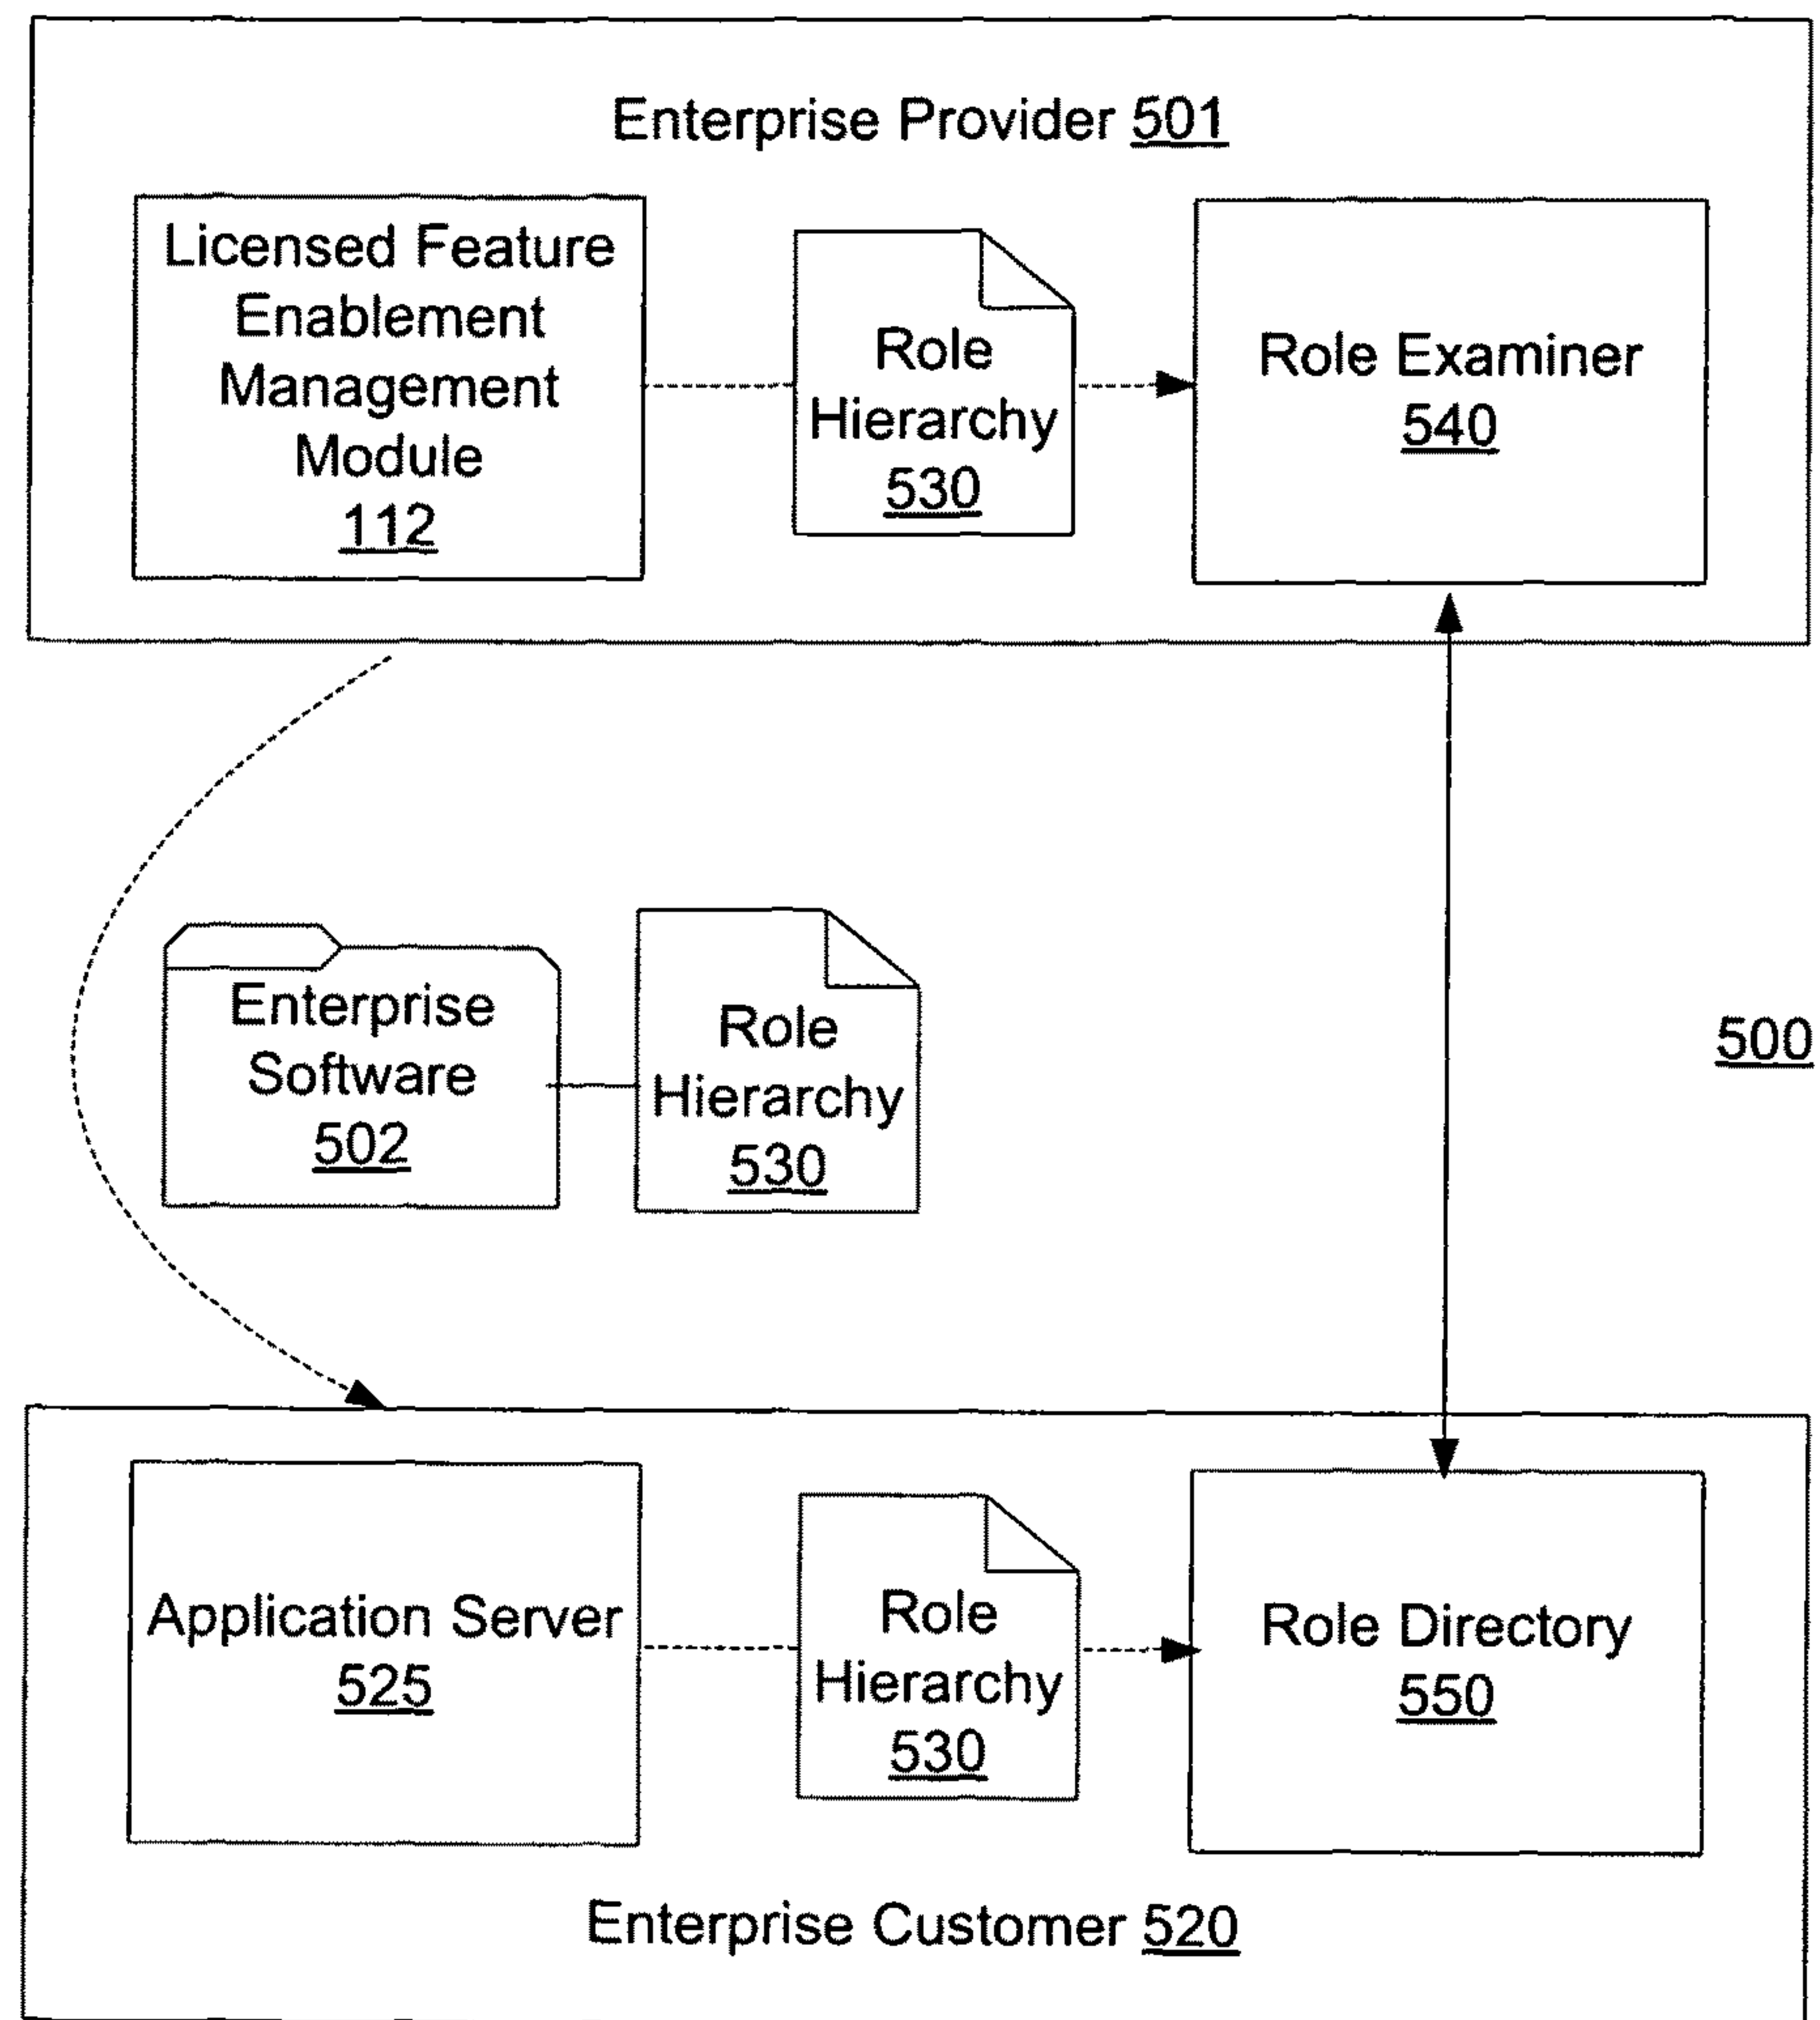 Enterprise Provider 501
Licensed Feature
Enablement
Management
Module
112
Role
Hierarchy
530
Role Examiner
540
Enterprise
Software
502
Role
Hierarchy
530
500
Application Server
525
Role
Hierarchy
530
Role Directory
550
Enterprise Customer 520